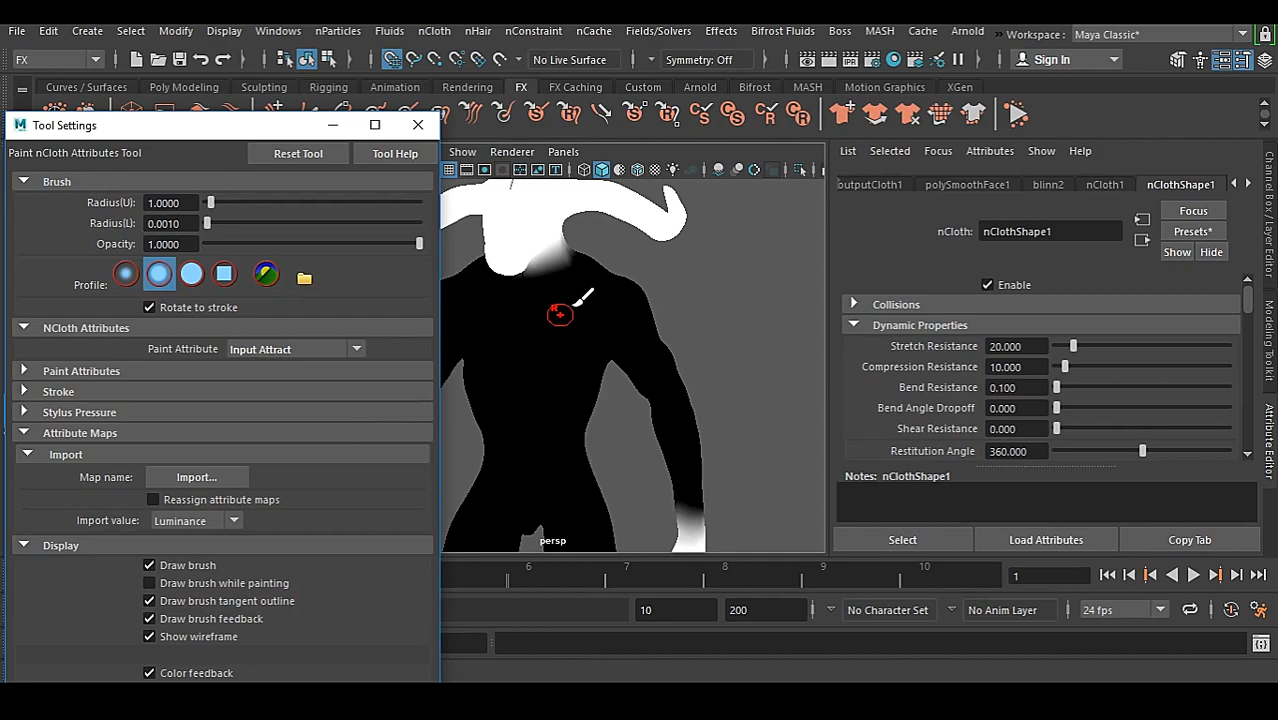 File Edit Create Select Modify Display Windows nParticles Fluids nCloth nHair nConstraint nCache Fields/Solvers Effects Bifrost Fluids Boss MASH Cache Arnold Workspace : Maya Classic*
FX No Live Surface Symmetry: Off Sign In
Curves / Surfaces Poly Modeling Sculpting Rigging Animation Rendering FX FX Caching Custom Arnold Bifrost MASH Motion Graphics XGen
Tool Settings
Paint nCloth Attributes Tool Reset Tool Tool Help
Show Renderer Panels
List Selected Focus Attributes Show Help
Brush
outputCloth1 polySmoothFace1 blinn2 nCloth1 nClothShape1
Radius(U): 1.0000
Radius(L): 0.0010
Opacity: 1.0000
Profile:
Rotate to stroke
nCloth: nClothShape1
Focus
Presets*
Show Hide
Enable
Collisions
Dynamic Properties
NCloth Attributes
Paint Attribute Input Attract
Paint Attributes
Stroke
Stylus Pressure
Attribute Maps
Import
Map name: Import...
Reassign attribute maps
Import value: Luminance
Display
Draw brush
Draw brush while painting
Draw brush tangent outline
Draw brush feedback
Show wireframe
Color feedback
R
persp
Stretch Resistance 20.000
Compression Resistance 10.000
Bend Resistance 0.100
Bend Angle Dropoff 0.000
Shear Resistance 0.000
Restitution Angle 360.000
Notes: nClothShape1
Select Load Attributes Copy Tab
Channel Box / Layer Editor
Modeling Toolkit
Attribute Editor
6 7 8 9 10 1
10 200 No Character Set No Anim Layer 24 fps